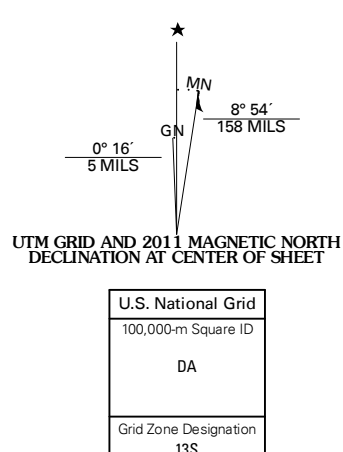 ★
MN
8° 54´
158 MILS
GN
0° 16´
5 MILS
UTM GRID AND 2011 MAGNETIC NORTH
DECLINATION AT CENTER OF SHEET
U.S. National Grid
100,000-m Square ID
DA
Grid Zone Designation
13S